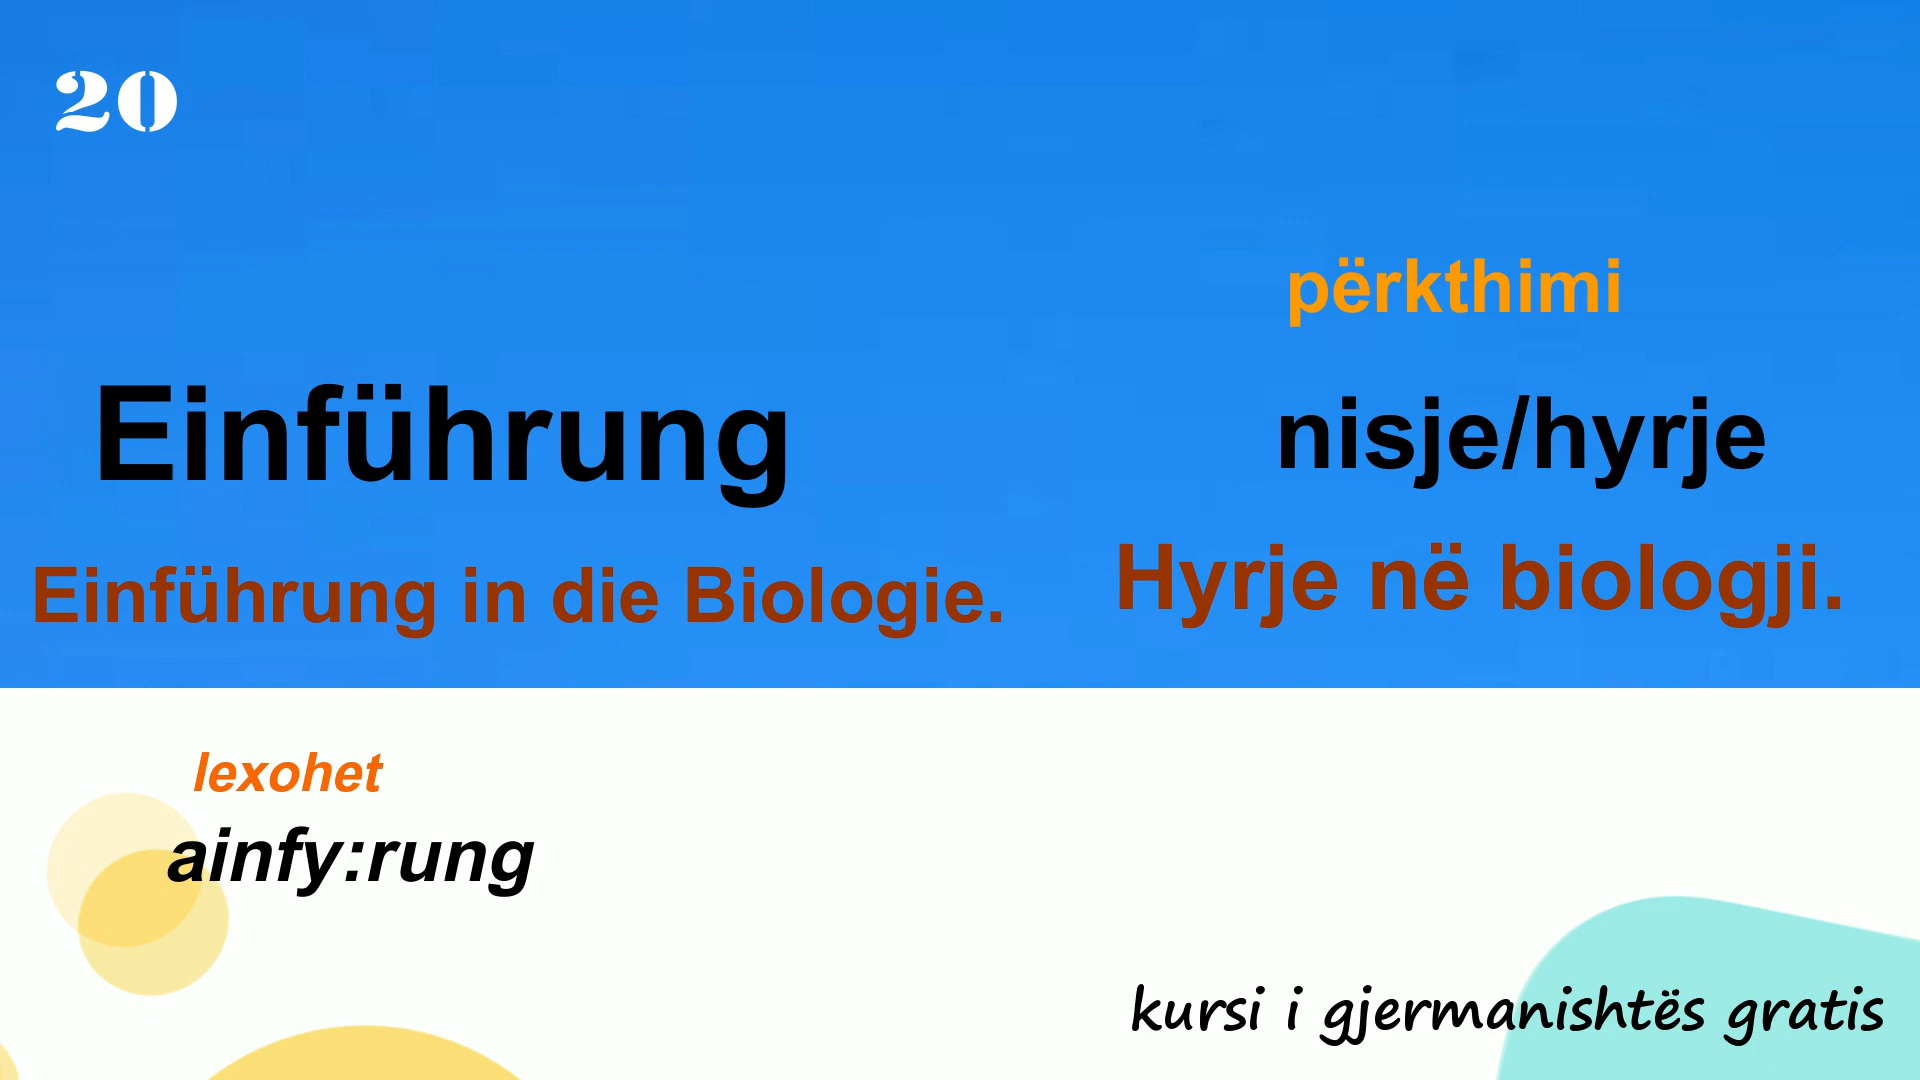 20
përkthimi
Einführung
nisje/hyrje
Einführung in die Biologie.
Hyrje në biologji.
lexohet
ainfy:rung
kursi i gjermanishtës gratis